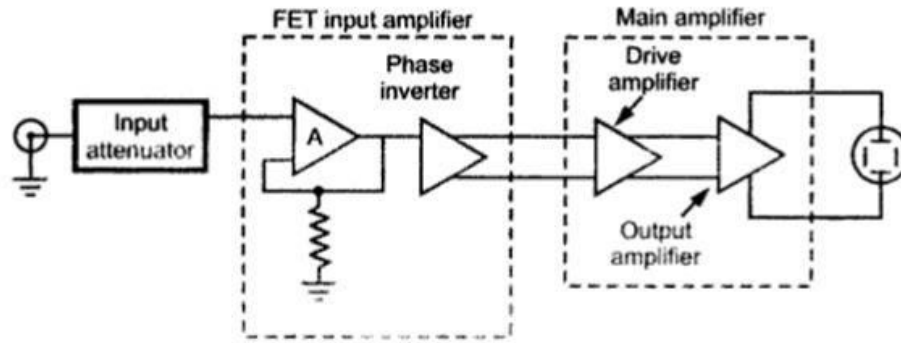 FET input amplifier
Main amplifier
Phase
inverter
Drive
amplifier
Input
attenuator
A
Output
amplifier